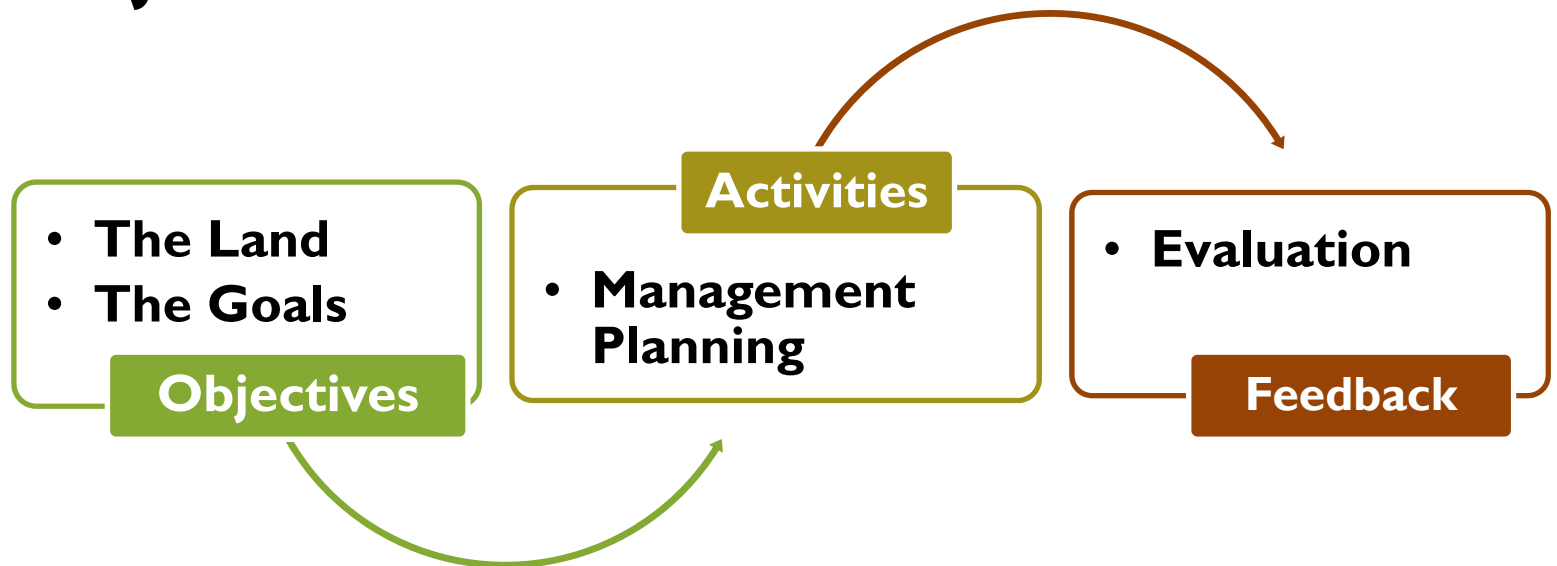 • The Land
• The Goals
Objectives
Activities
• Management
Planning
• Evaluation
Feedback